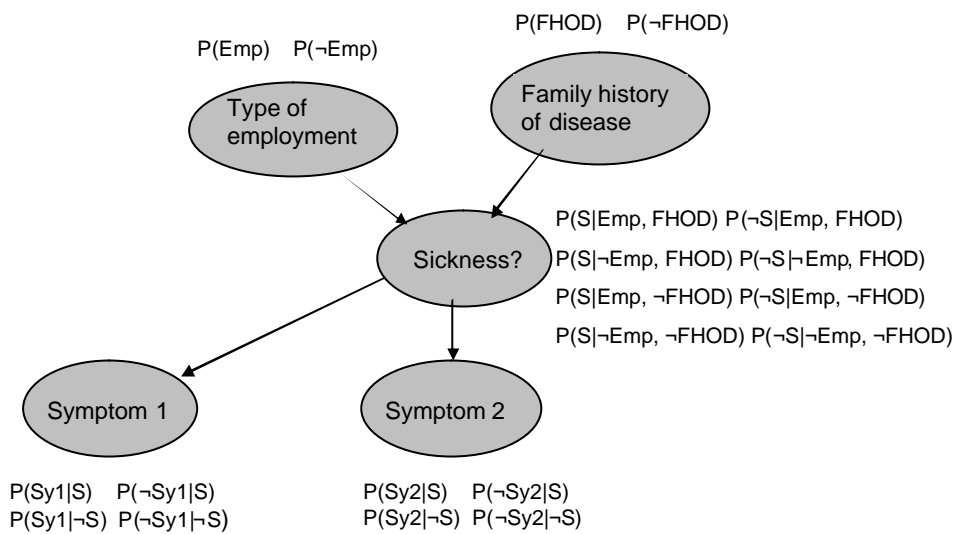 P(FHOD) P(¬FHOD)
P(Emp) P(¬Emp)
Type of
employment
Family history
of disease
Sickness?
P(S|Emp, FHOD) P(¬S|Emp, FHOD)
P(S|¬Emp, FHOD) P(¬S|¬Emp, FHOD)
P(S|Emp, ¬FHOD) P(¬S|Emp, ¬FHOD)
P(S|¬Emp, ¬FHOD) P(¬S|¬Emp, ¬FHOD)
Symptom 1
Symptom 2
P(Sy1|S) P(¬Sy1|S)
P(Sy1|¬S) P(¬Sy1|¬S)
P(Sy2|S) P(¬Sy2|S)
P(Sy2|¬S) P(¬Sy2|¬S)